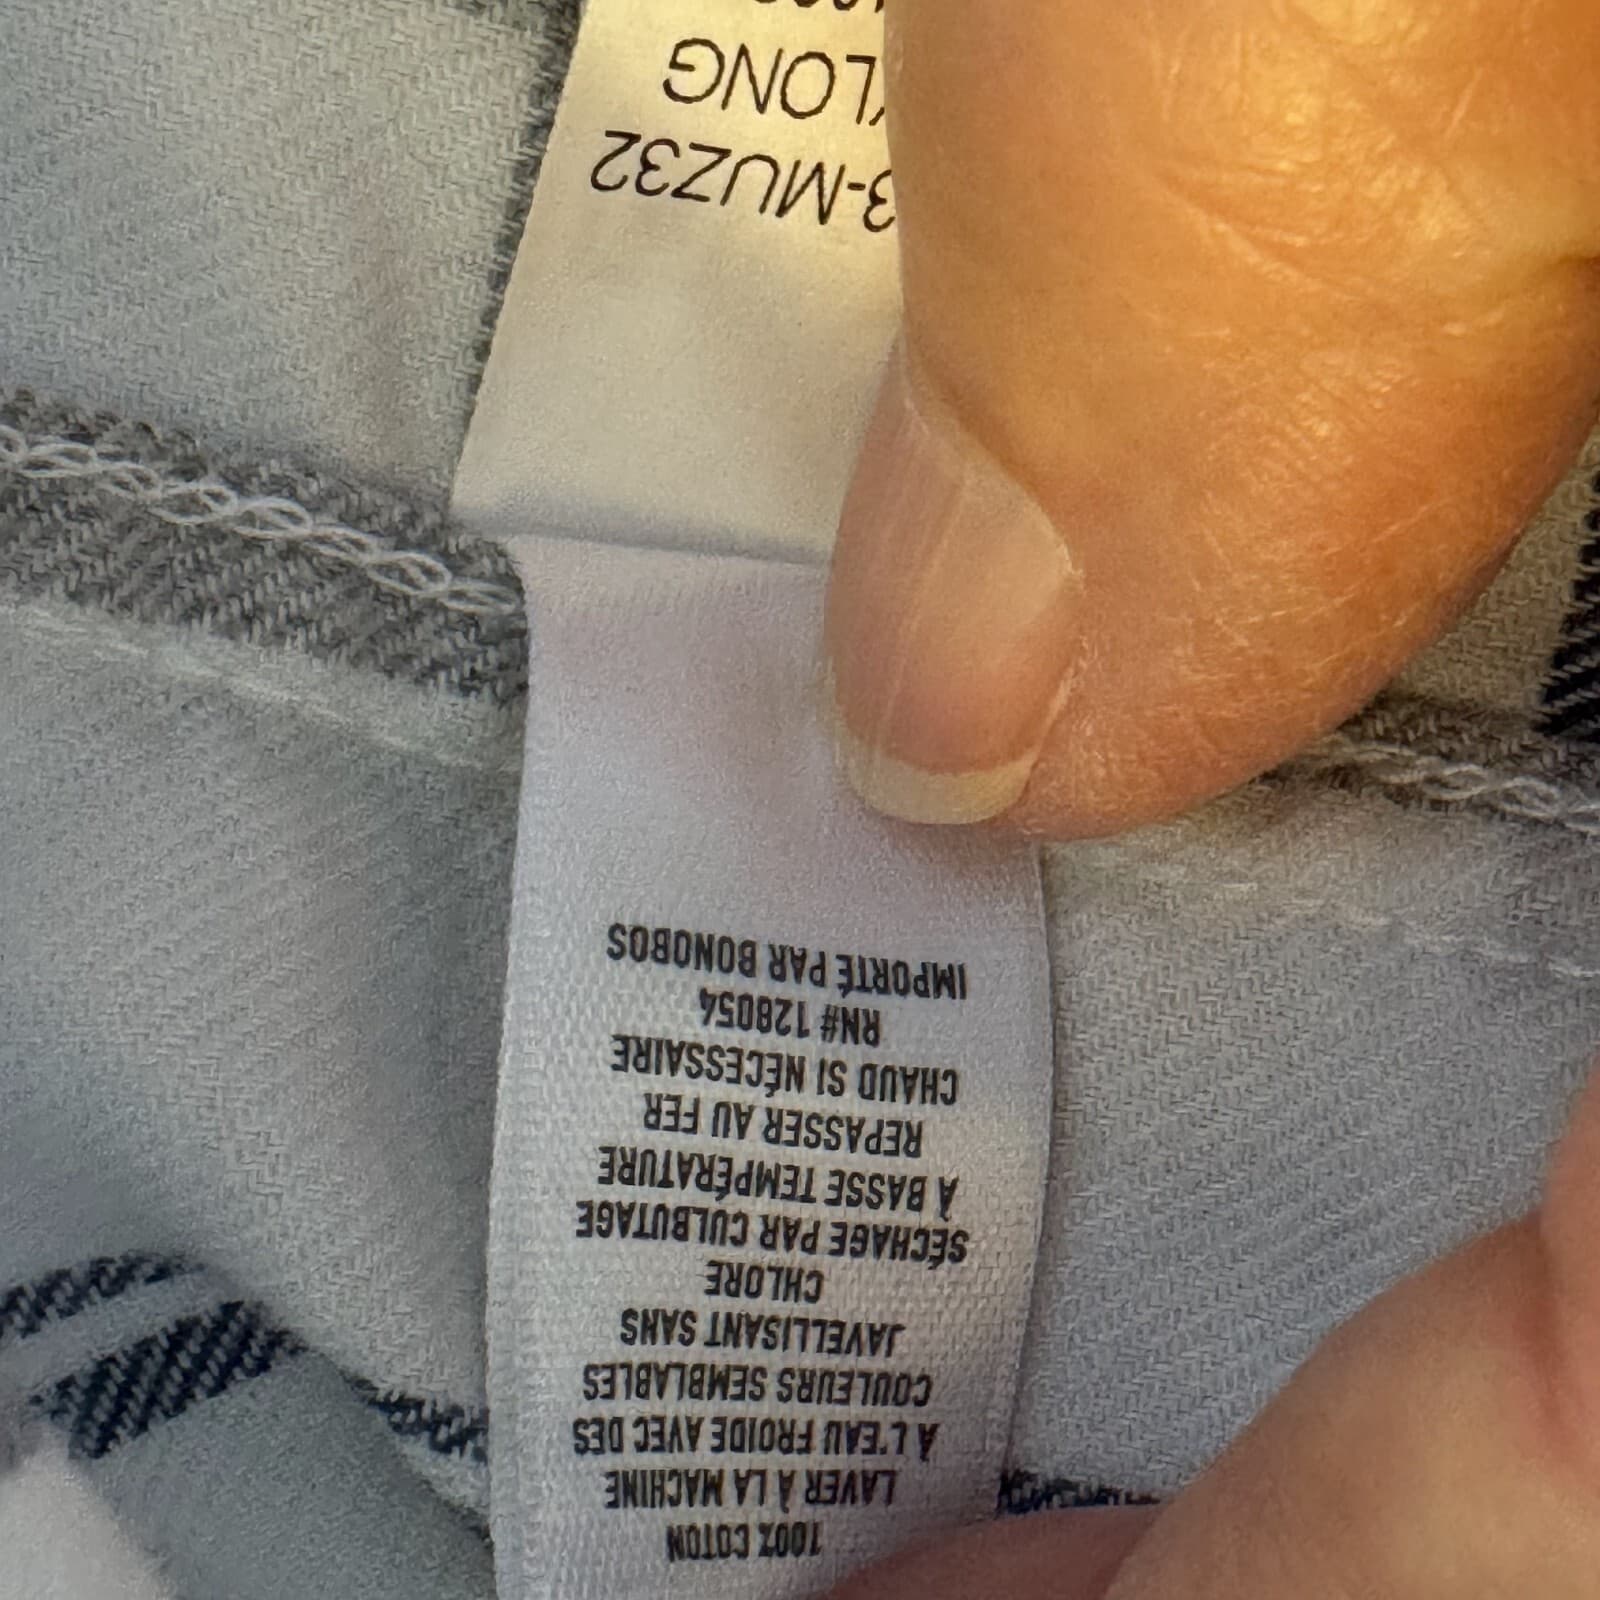 100% COTON
LAVER À LA MACHINE
À L'EAU FROIDE AVEC DES
COULEURS SEMBLABLES
JAVELLISANT SANS
CHLORE
SÉCHAGE PAR CULBUTAGE
À BASSE TEMPÉRATURE
REPASSER AU FER
CHAUD SI NÉCESSAIRE
RN# 128054
IMPORTÉ PAR BONOBOS
3-MUZ32
/LONG